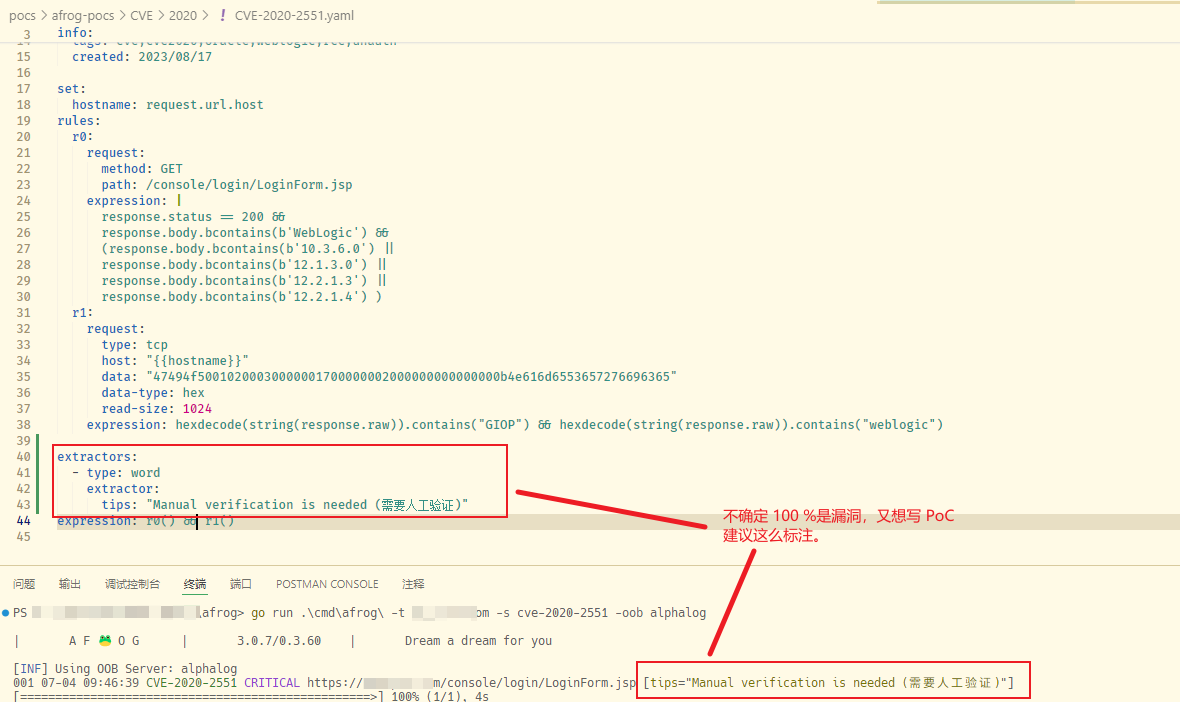 pocs > afrog-pocs > CVE > 2020 > ! CVE-2020-2551.yaml
3 info:
14 tags: cve,cve2020,oracle,weblogic,rce,unauth
15 created: 2023/08/17
16
17 set:
18 hostname: request.url.host
19 rules:
20 r0:
21 request:
22 method: GET
23 path: /console/login/LoginForm.jsp
24 expression: |
25 response.status == 200 &&
26 response.body.bcontains(b'WebLogic') &&
27 (response.body.bcontains(b'10.3.6.0') ||
28 response.body.bcontains(b'12.1.3.0') ||
29 response.body.bcontains(b'12.2.1.3') ||
30 response.body.bcontains(b'12.2.1.4') )
31 r1:
32 request:
33 type: tcp
34 host: "{{hostname}}"
35 data: "47494f50010200030000001700000002000000000000000b4e616d6553657276696365"
36 data-type: hex
37 read-size: 1024
38 expression: hexdecode(string(response.raw)).contains("GIOP") && hexdecode(string(response.raw)).contains("weblogic")
39
40 extractors:
41 - type: word
42 extractor:
43 tips: "Manual verification is needed (需要人工验证)"
44 expression: r0() && r1()
45
不确定 100 %是漏洞，又想写 PoC
建议这么标注。
问题 输出 调试控制台 终端 端口 POSTMAN CONSOLE 注释
PS .afrog> go run .\cmd\afrog\ -t om -s cve-2020-2551 -oob alphalog
| A F 🐸 O G | 3.0.7/0.3.60 | Dream a dream for you
[INF] Using OOB Server: alphalog
001 07-04 09:46:39 CVE-2020-2551 CRITICAL https:// m/console/login/LoginForm.jsp [tips="Manual verification is needed (需要人工验证)"]
[================================================>] 100% (1/1), 4s